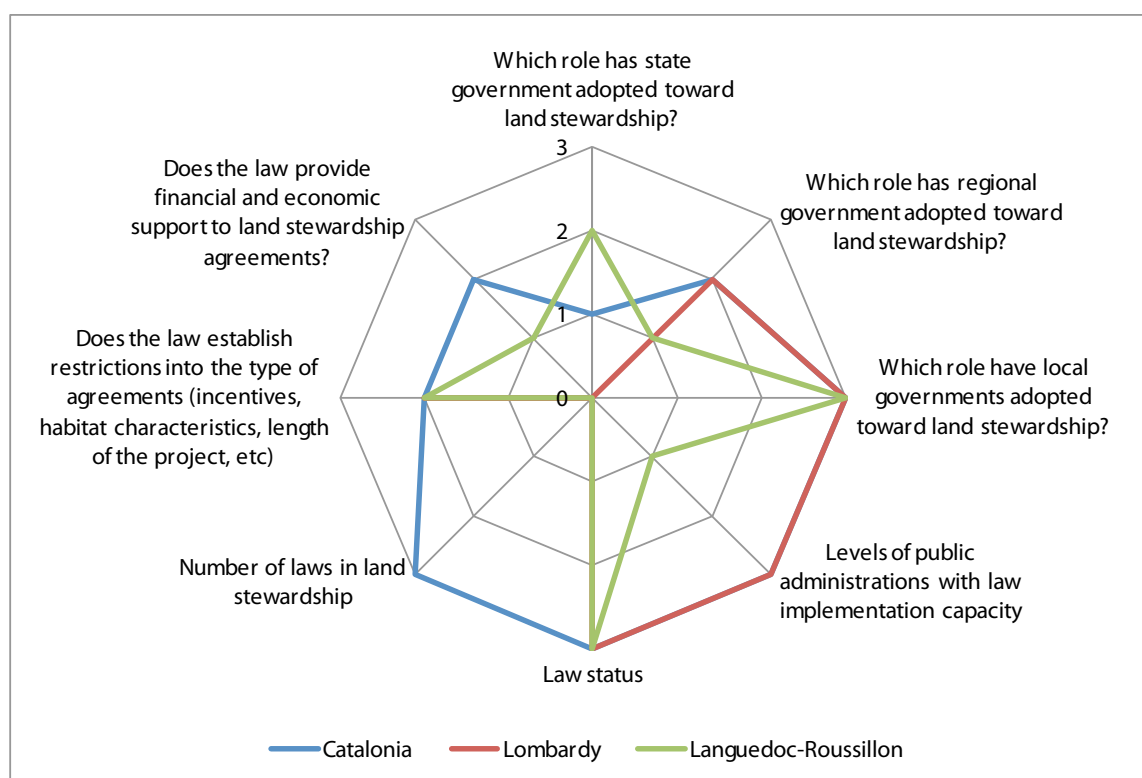 Which role has state
government adopted toward
land stewardship?
3
Does the law provide
financial and economic
support to land stewardship
agreements?
Which role has regional
government adopted toward
land stewardship?
2
1
Does the law establish
restrictions into the type of
agreements (incentives,
habitat characteristics, length
of the project, etc)
0
Which role have local
governments adopted
toward land stewardship?
Number of laws in land
stewardship
Levels of public
administrations with law
implementation capacity
Law status
Catalonia
Lombardy
Languedoc-Roussillon